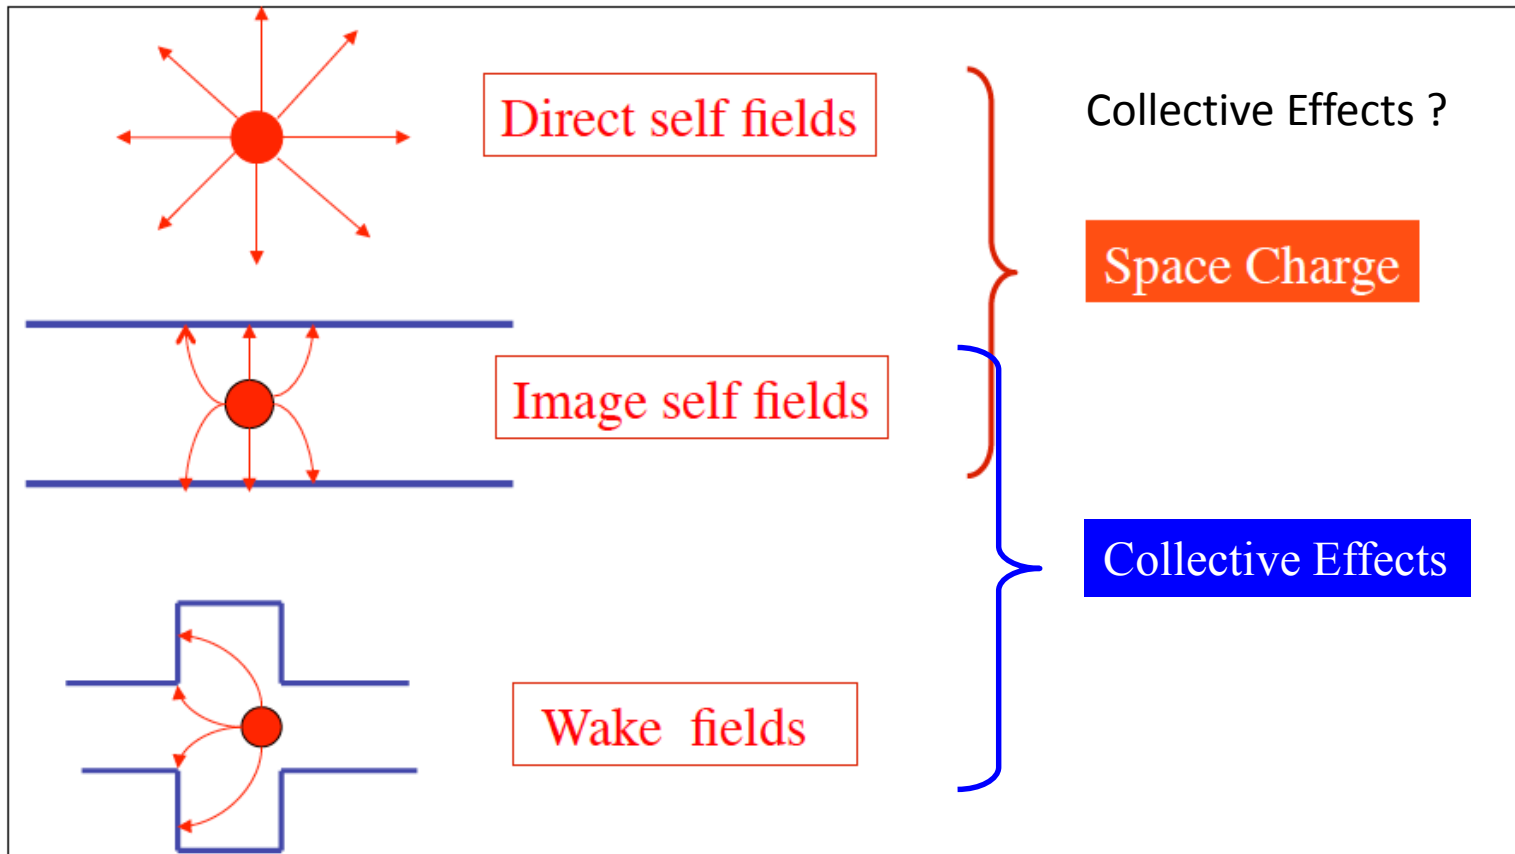 Direct self fields
Collective Effects ?
Space Charge
Image self fields
Collective Effects
Wake fields